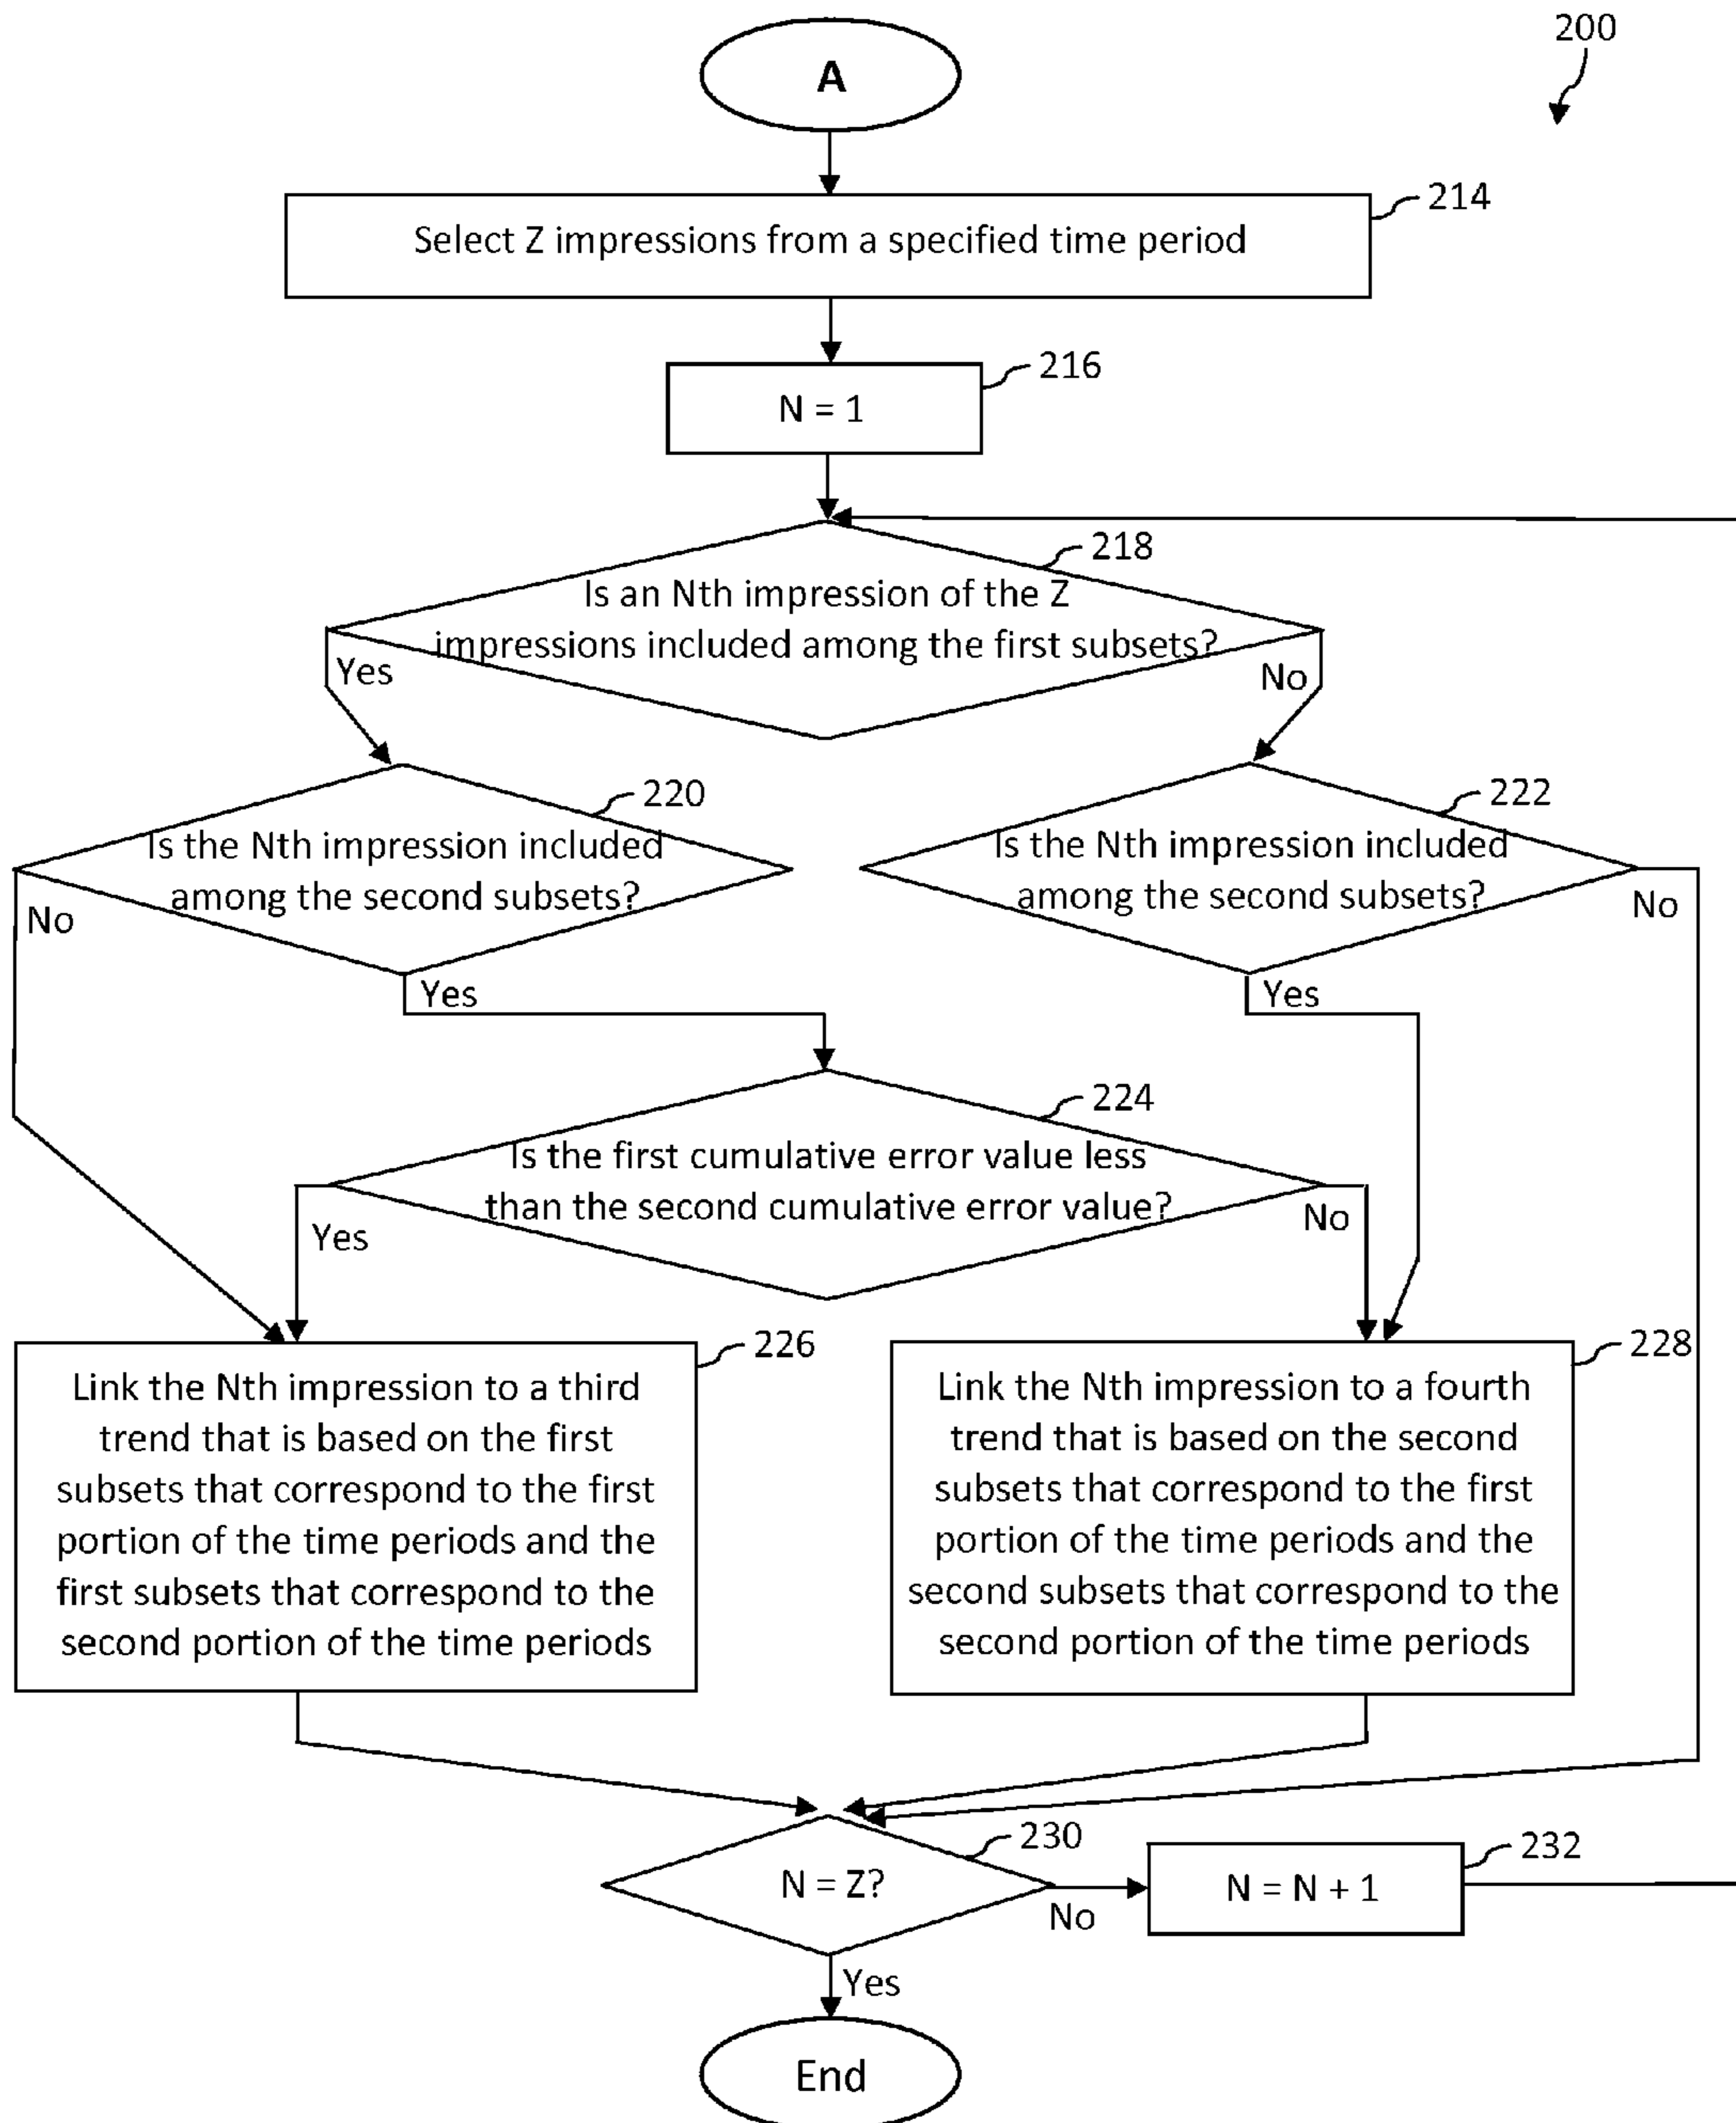 200
A
214
Select Z impressions from a specified time period
216
N = 1
218
Is an Nth impression of the Z
impressions included among the first subsets?
Yes
No
220
Is the Nth impression included
among the second subsets?
No
Yes
222
Is the Nth impression included
among the second subsets?
No
Yes
224
Is the first cumulative error value less
than the second cumulative error value?
Yes
No
226
Link the Nth impression to a third
trend that is based on the first
subsets that correspond to the first
portion of the time periods and the
first subsets that correspond to the
second portion of the time periods
228
Link the Nth impression to a fourth
trend that is based on the second
subsets that correspond to the first
portion of the time periods and the
second subsets that correspond to the
second portion of the time periods
230
N = Z?
No
232
N = N + 1
Yes
End